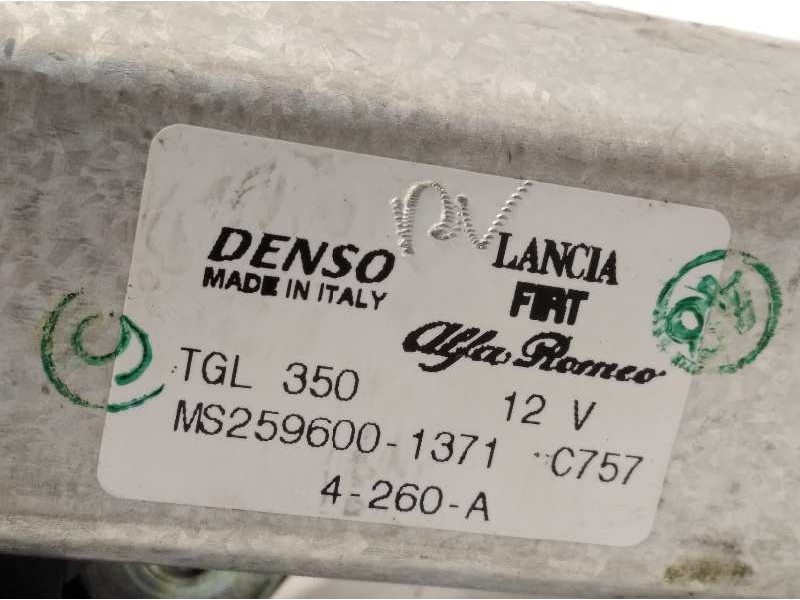 DENSO
MADE IN ITALY
LANCIA
FIAT
Alfa Romeo
TGL 350
12 V
MS259600-1371
C757
4-260-A